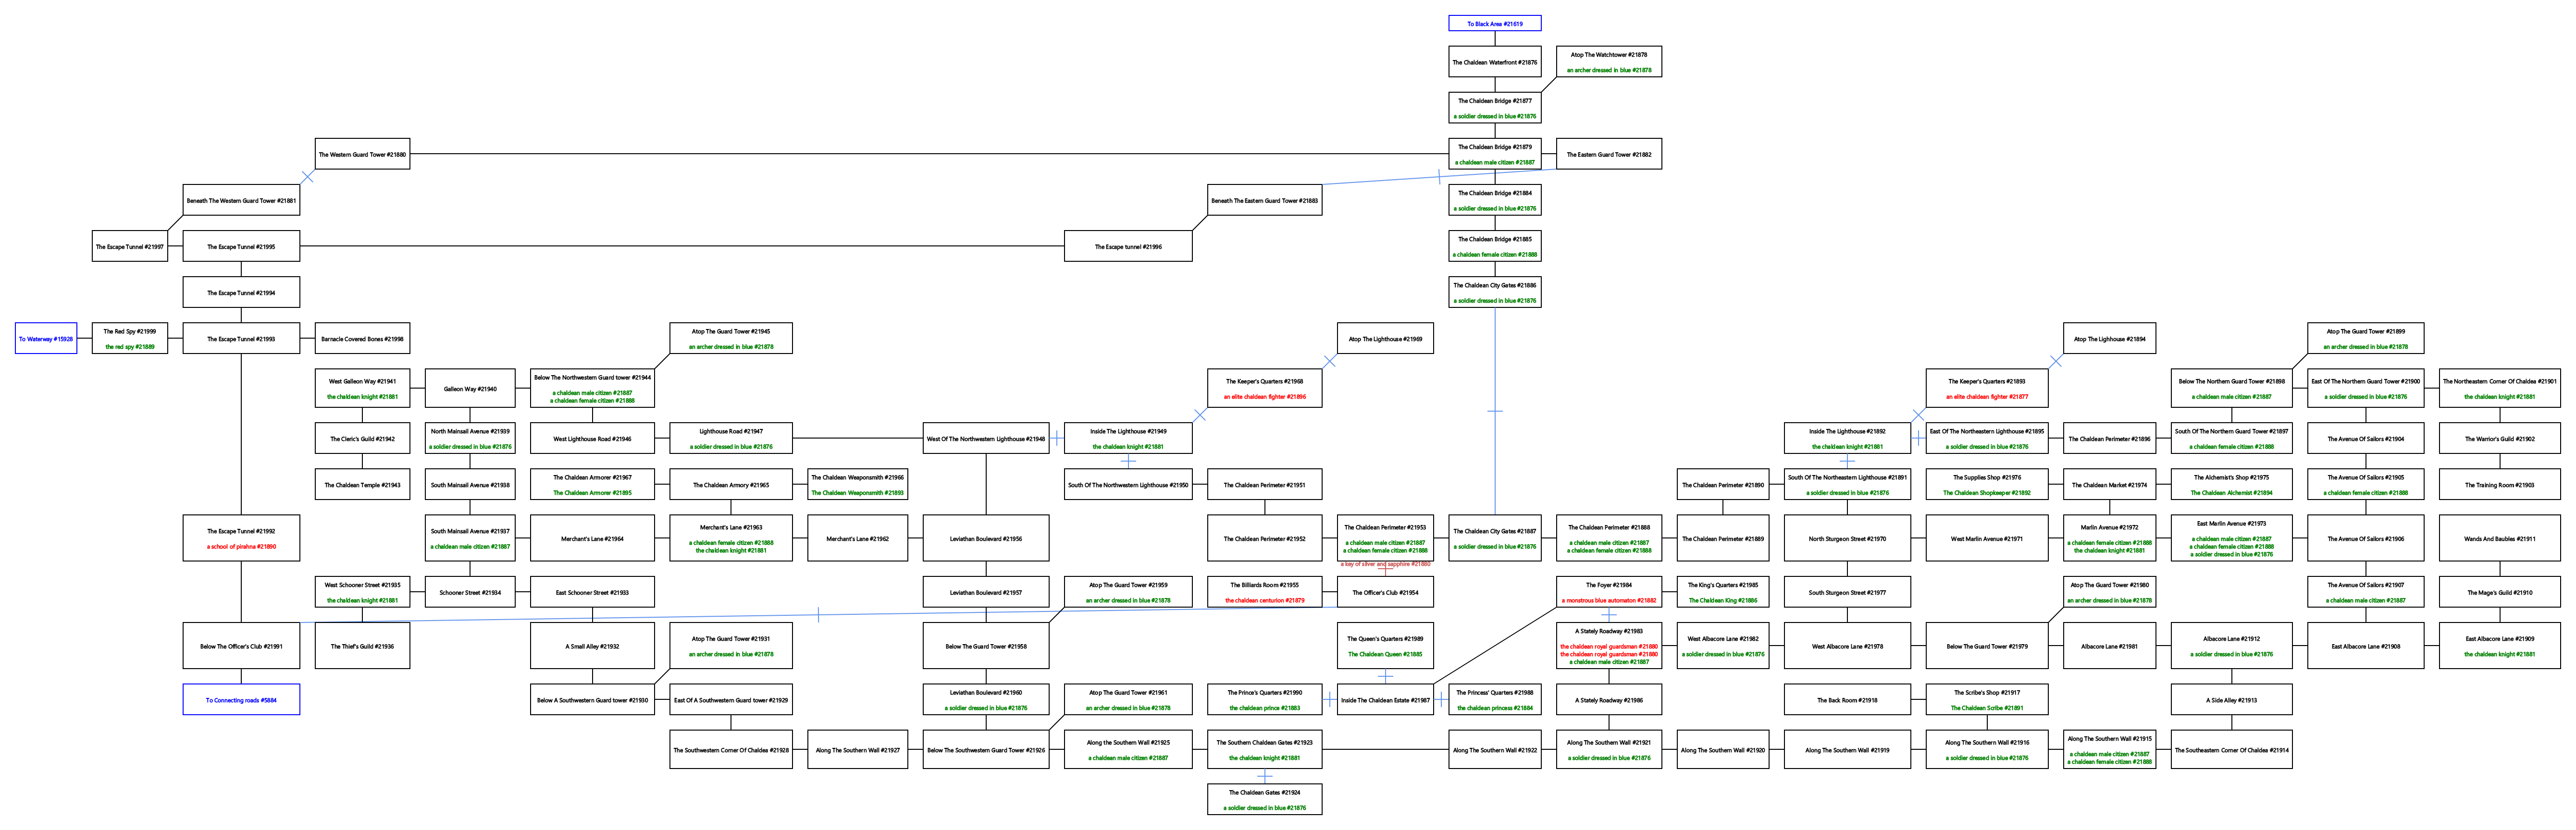 To Black Area #21619
The Chaldean Waterfront #21876
Atop The Watchtower #21878
an archer dressed in blue #21878
The Chaldean Bridge #21877
a soldier dressed in blue #21876
The Western Guard Tower #21880
The Chaldean Bridge #21879
a chaldean male citizen #21887
The Eastern Guard Tower #21882
Beneath The Western Guard Tower #21881
Beneath The Eastern Guard Tower #21883
The Chaldean Bridge #21884
a soldier dressed in blue #21876
The Escape Tunnel #21997
The Escape Tunnel #21995
The Escape tunnel #21996
The Chaldean Bridge #21885
a chaldean female citizen #21888
The Escape Tunnel #21994
The Chaldean City Gates #21886
a soldier dressed in blue #21876
To Waterway #15928
The Red Spy #21999
the red spy #21889
The Escape Tunnel #21993
Barnacle Covered Bones #21998
Atop The Guard Tower #21945
an archer dressed in blue #21878
Atop The Lighthouse #21969
Atop The Lighhouse #21894
Atop The Guard Tower #21899
an archer dressed in blue #21878
West Galleon Way #21941
the chaldean knight #21881
Galleon Way #21940
Below The Northwestern Guard tower #21944
a chaldean male citizen #21887
a chaldean female citizen #21888
The Keeper's Quarters #21968
an elite chaldean fighter #21896
The Keeper's Quarters #21893
an elite chaldean fighter #21877
Below The Northern Guard Tower #21898
a chaldean male citizen #21887
East Of The Northern Guard Tower #21900
a soldier dressed in blue #21876
The Northeastern Corner Of Chaldea #21901
the chaldean knight #21881
The Cleric's Guild #21942
North Mainsail Avenue #21939
a soldier dressed in blue #21876
West Lighthouse Road #21946
Lighthouse Road #21947
a soldier dressed in blue #21876
West Of The Northwestern Lighthouse #21948
Inside The Lighthouse #21949
the chaldean knight #21881
Inside The Lighthouse #21892
the chaldean knight #21881
East Of The Northeastern Lighthouse #21895
a soldier dressed in blue #21876
The Chaldean Perimeter #21896
South Of The Northern Guard Tower #21897
a chaldean female citizen #21888
The Avenue Of Sailors #21904
The Warrior's Guild #21902
The Chaldean Temple #21943
South Mainsail Avenue #21938
The Chaldean Armorer #21967
The Chaldean Armorer #21895
The Chaldean Armory #21965
The Chaldean Weaponsmith #21966
The Chaldean Weaponsmith #21893
South Of The Northwest Lighthouse #21950
The Chaldean Perimeter #21951
The Chaldean Perimeter #21890
South Of The Northeastern Lighthouse #21891
a soldier dressed in blue #21876
The Supplies Shop #21976
The Chaldean Shopkeeper #21892
The Chaldean Market #21974
The Alchemist's Shop #21975
The Chaldean Alchemist #21894
The Avenue Of Sailors #21905
a chaldean female citizen #21888
The Training Room #21903
The Escape Tunnel #21992
a school of pirahna #21890
South Mainsail Avenue #21937
a chaldean male citizen #21887
Merchant's Lane #21964
Merchant's Lane #21963
a chaldean female citizen #21888
the chaldean knight #21881
Merchant's Lane #21962
Leviathan Boulevard #21956
The Chaldean Perimeter #21952
The Chaldean Perimeter #21953
a chaldean male citizen #21887
a chaldean female citizen #21888
The Chaldean City Gates #21887
a soldier dressed in blue #21876
The Chaldean Perimeter #21888
a chaldean male citizen #21887
a chaldean female citizen #21888
The Chaldean Perimeter #21889
North Sturgeon Street #21970
West Marlin Avenue #21971
Marlin Avenue #21972
a chaldean female citizen #21888
the chaldean knight #21881
East Marlin Avenue #21973
a chaldean male citizen #21887
a chaldean female citizen #21888
a soldier dressed in blue #21876
The Avenue Of Sailors #21906
Wands And Baubles #21911
a key of silver and sapphire #21880
West Schooner Street #21935
the chaldean knight #21881
Schooner Street #21934
East Schooner Street #21933
Leviathan Boulevard #21957
Atop The Guard Tower #21959
an archer dressed in blue #21878
The Billiards Room #21955
the chaldean centurion #21879
The Officer's Club #21954
The Foyer #21984
a monstrous blue automaton #21882
The King's Quarters #21985
The Chaldean King #21886
South Sturgeon Street #21977
Atop The Guard Tower #21980
an archer dressed in blue #21878
The Avenue Of Sailors #21907
a chaldean male citizen #21887
The Mage's Guild #21910
Below The Officer's Club #21991
The Thief's Guild #21936
A Small Alley #21932
Atop The Guard Tower #21931
an archer dressed in blue #21878
Below The Guard Tower #21958
The Queen's Quarters #21989
The Chaldean Queen #21885
A Stately Roadway #21983
the chaldean royal guardsman #21880
the chaldean royal guardsman #21880
a chaldean male citizen #21887
West Albacore Lane #21982
a soldier dressed in blue #21876
West Albacore Lane #21978
Below The Guard Tower #21979
Albacore Lane #21981
Albacore Lane #21912
a soldier dressed in blue #21876
East Albacore Lane #21908
East Albacore Lane #21909
the chaldean knight #21881
To Connecting roads #5884
Below A Southwestern Guard tower #21930
East Of A Southwestern Guard tower #21929
Leviathan Boulevard #21960
a soldier dressed in blue #21876
Atop The Guard Tower #21961
an archer dressed in blue #21878
The Prince's Quarters #21990
the chaldean prince #21883
Inside The Chaldean Estate #21987
The Princess' Quarters #21988
the chaldean princess #21884
A Stately Roadway #21986
The Back Room #21918
The Scribe's Shop #21917
The Chaldean Scribe #21891
A Side Alley #21913
The Southwestern Corner Of Chaldea #21928
Along The Southern Wall #21927
Below The Southwestern Guard Tower #21926
Along the Southern Wall #21925
a chaldean male citizen #21887
The Southern Chaldean Gates #21923
the chaldean knight #21881
Along The Southern Wall #21922
Along The Southern Wall #21921
a soldier dressed in blue #21876
Along The Southern Wall #21920
Along The Southern Wall #21919
Along The Southern Wall #21916
a soldier dressed in blue #21876
Along The Southern Wall #21915
a chaldean male citizen #21887
a chaldean female citizen #21888
The Southeastern Corner Of Chaldea #21914
The Chaldean Gates #21924
a soldier dressed in blue #21876